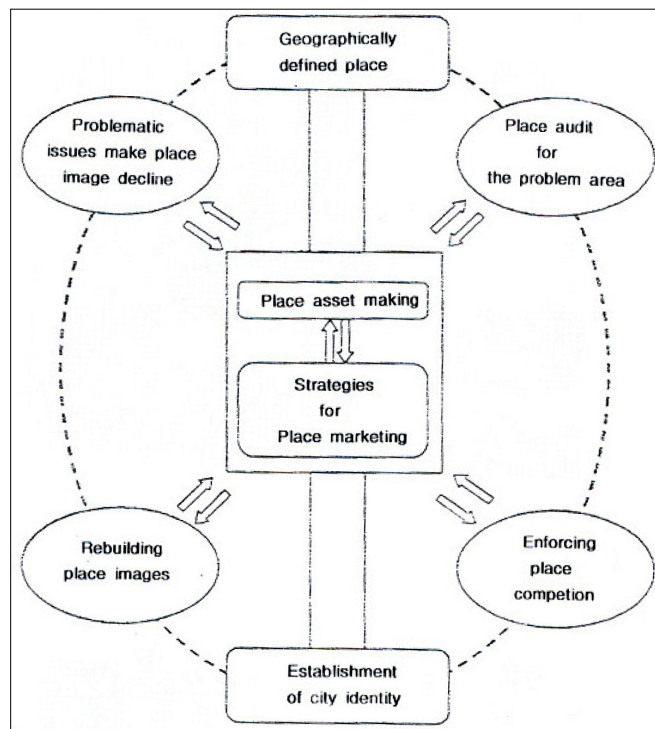 Geographically
defined place
Problematic
issues make place
image decline
Place audit
for
the problem area
Place asset making
Strategies
for
Place marketing
Rebuilding
place images
Enforcing
place
competion
Establishment
of city identity